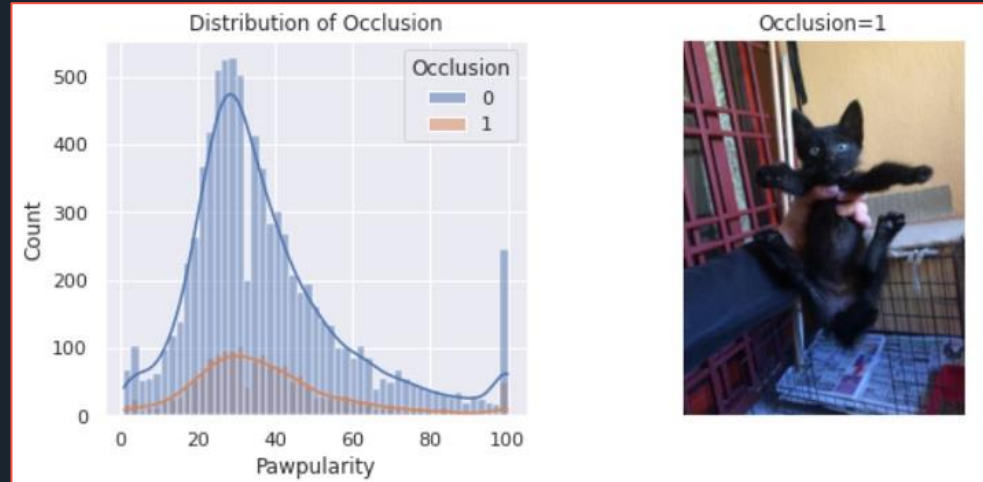 Distribution of Occlusion
Occlusion
0
1
500
400
300
200
100
0
Count
0 20 40 60 80 100
Pawpularity
Occlusion=1